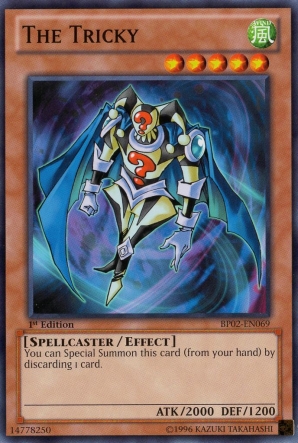 THE TRICKY
WIND
風
?
?
1st Edition
BP02-EN069
[SPELLCASTER / EFFECT]
You can Special Summon this card (from your hand) by
discarding 1 card.
ATK/2000 DEF/1200
14778250
©1996 KAZUKI TAKAHASHI